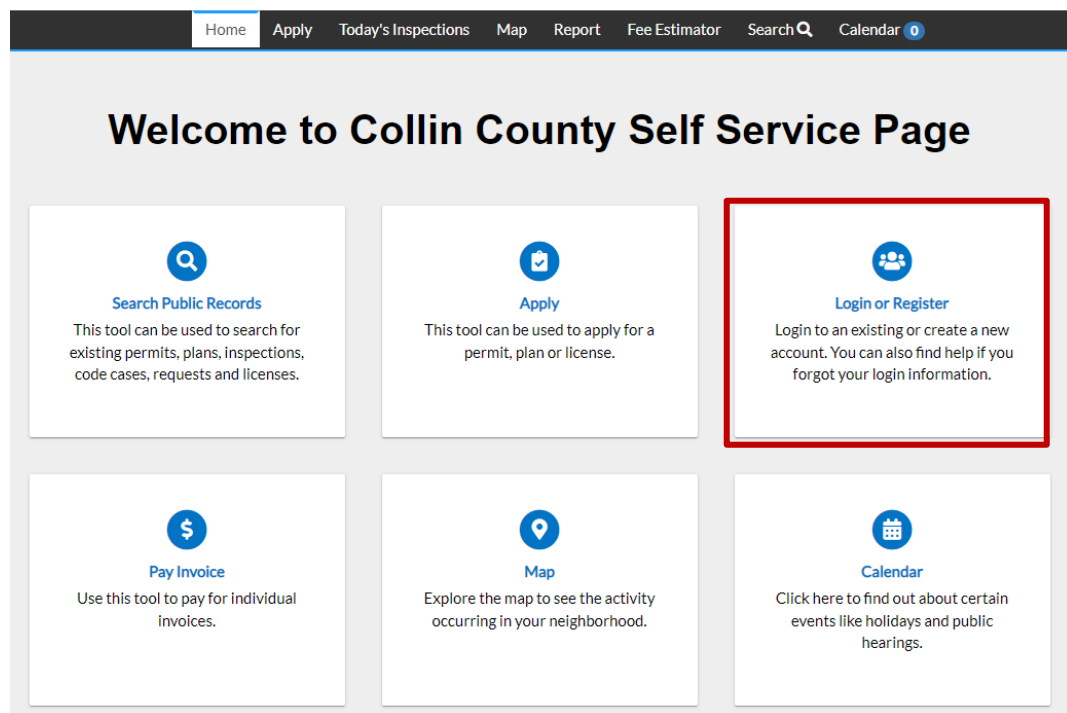 Home Apply Today's Inspections Map Report Fee Estimator Search Calendar 0
Welcome to Collin County Self Service Page
Search Public Records
This tool can be used to search for
existing permits, plans, inspections,
code cases, requests and licenses.
Apply
This tool can be used to apply for a
permit, plan or license.
Login or Register
Login to an existing or create a new
account. You can also find help if you
forgot your login information.
Pay Invoice
Use this tool to pay for individual
invoices.
Map
Explore the map to see the activity
occurring in your neighborhood.
Calendar
Click here to find out about certain
events like holidays and public
hearings.